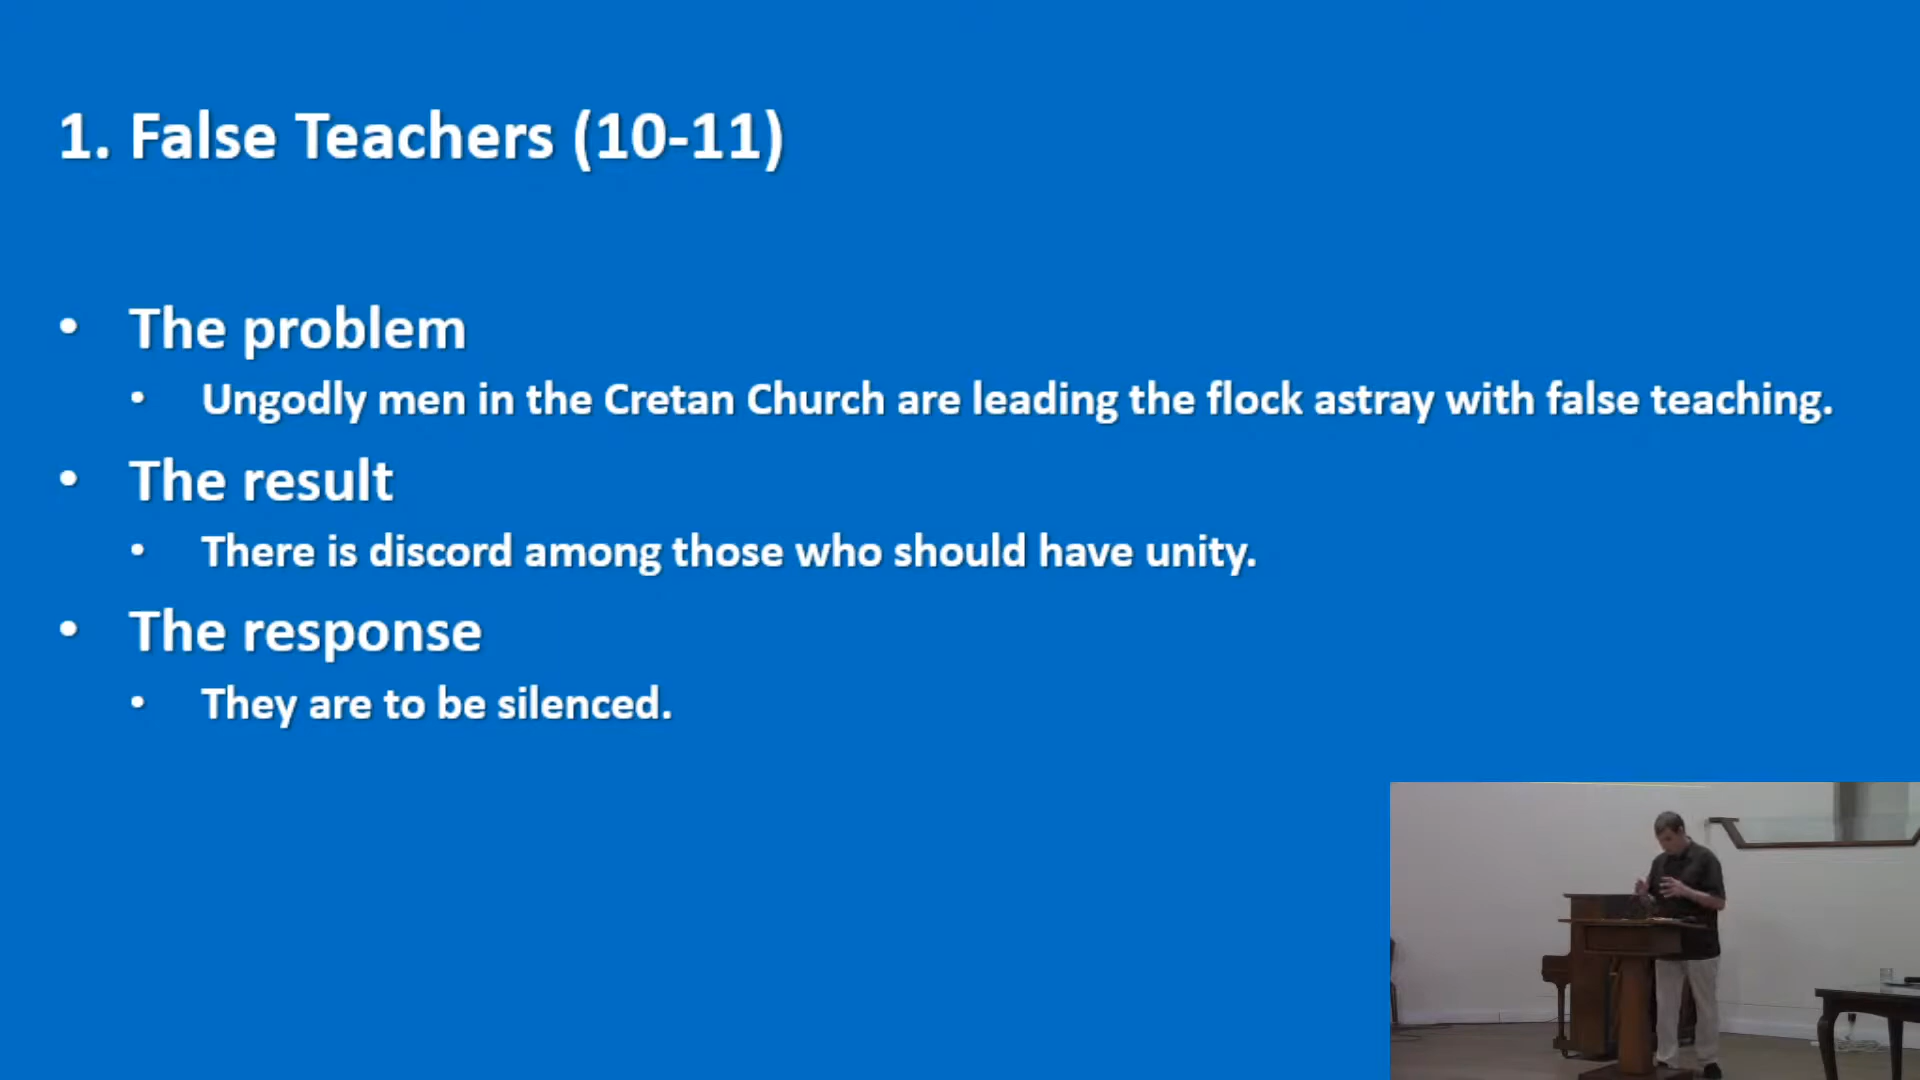 1. False Teachers (10-11)
• The problem
• Ungodly men in the Cretan Church are leading the flock astray with false teaching.
• The result
• There is discord among those who should have unity.
• The response
• They are to be silenced.